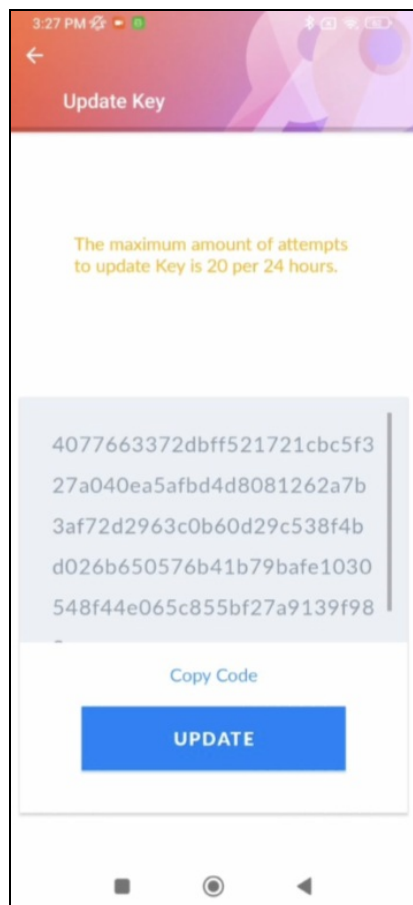 3:27 PM
Update Key
The maximum amount of attempts
to update Key is 20 per 24 hours.
4077663372dbff521721cbc5f3
27a040ea5afbd4d8081262a7b
3af72d2963c0b60d29c538f4b
d026b650576b41b79bafe1030
548f44e065c855bf27a9139f98
Copy Code
UPDATE